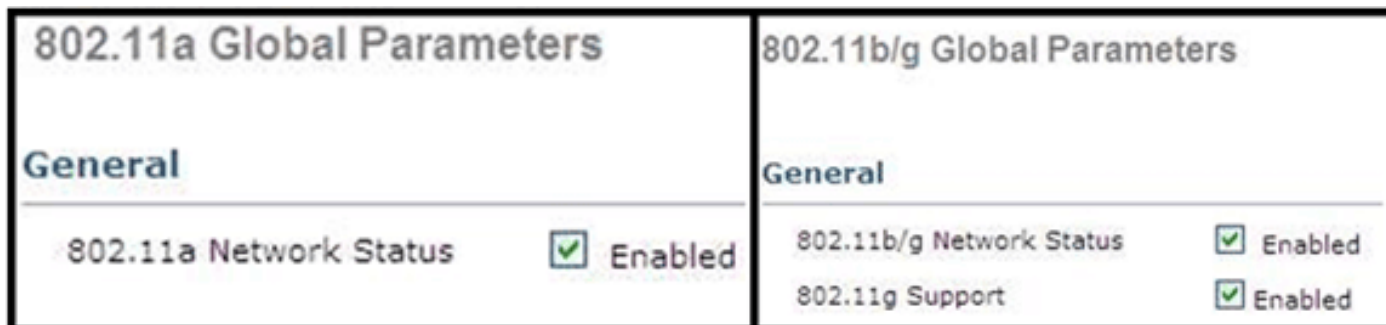 802.11a Global Parameters
General
802.11a Network Status Enabled
802.11b/g Global Parameters
General
802.11b/g Network Status Enabled
802.11g Support Enabled